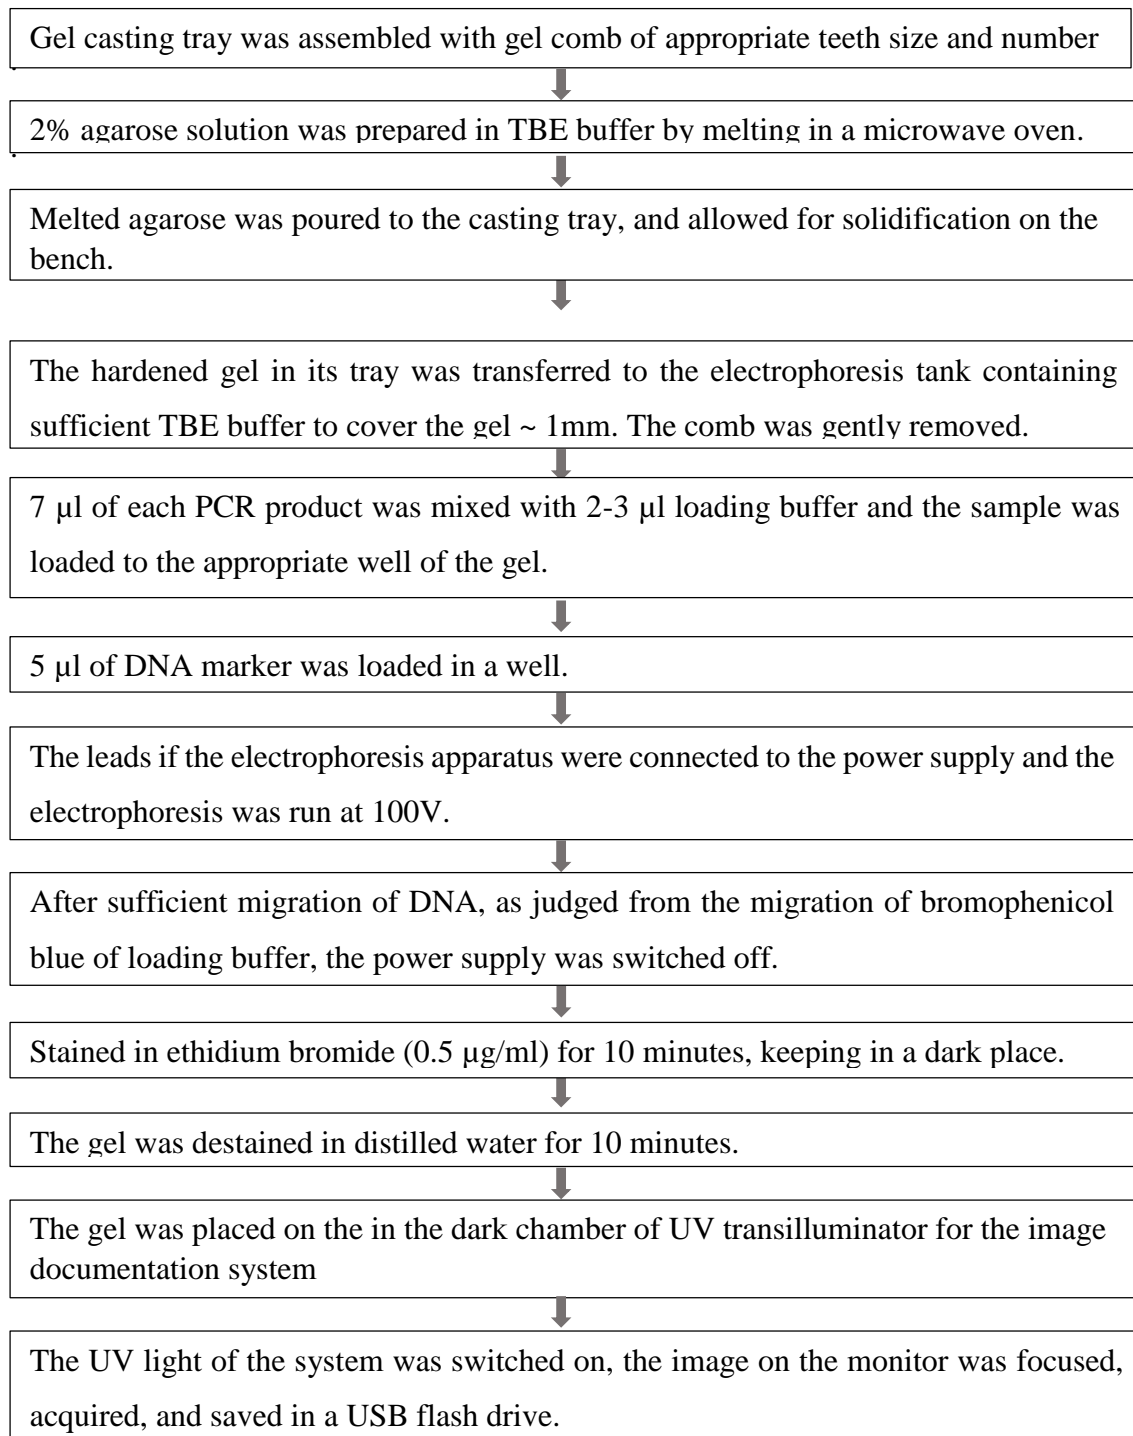 Gel casting tray was assembled with gel comb of appropriate teeth size and number
.
2% agarose solution was prepared in TBE buffer by melting in a microwave oven.
.
Melted agarose was poured to the casting tray, and allowed for solidification on the
bench.
The hardened gel in its tray was transferred to the electrophoresis tank containing
sufficient TBE buffer to cover the gel ~ 1mm. The comb was gently removed.
7 µl of each PCR product was mixed with 2-3 µl loading buffer and the sample was
loaded to the appropriate well of the gel.
5 µl of DNA marker was loaded in a well.
The leads if the electrophoresis apparatus were connected to the power supply and the
electrophoresis was run at 100V.
After sufficient migration of DNA, as judged from the migration of bromophenicol
blue of loading buffer, the power supply was switched off.
Stained in ethidium bromide (0.5 µg/ml) for 10 minutes, keeping in a dark place.
The gel was destained in distilled water for 10 minutes.
The gel was placed on the in the dark chamber of UV transilluminator for the image
documentation system
The UV light of the system was switched on, the image on the monitor was focused,
acquired, and saved in a USB flash drive.